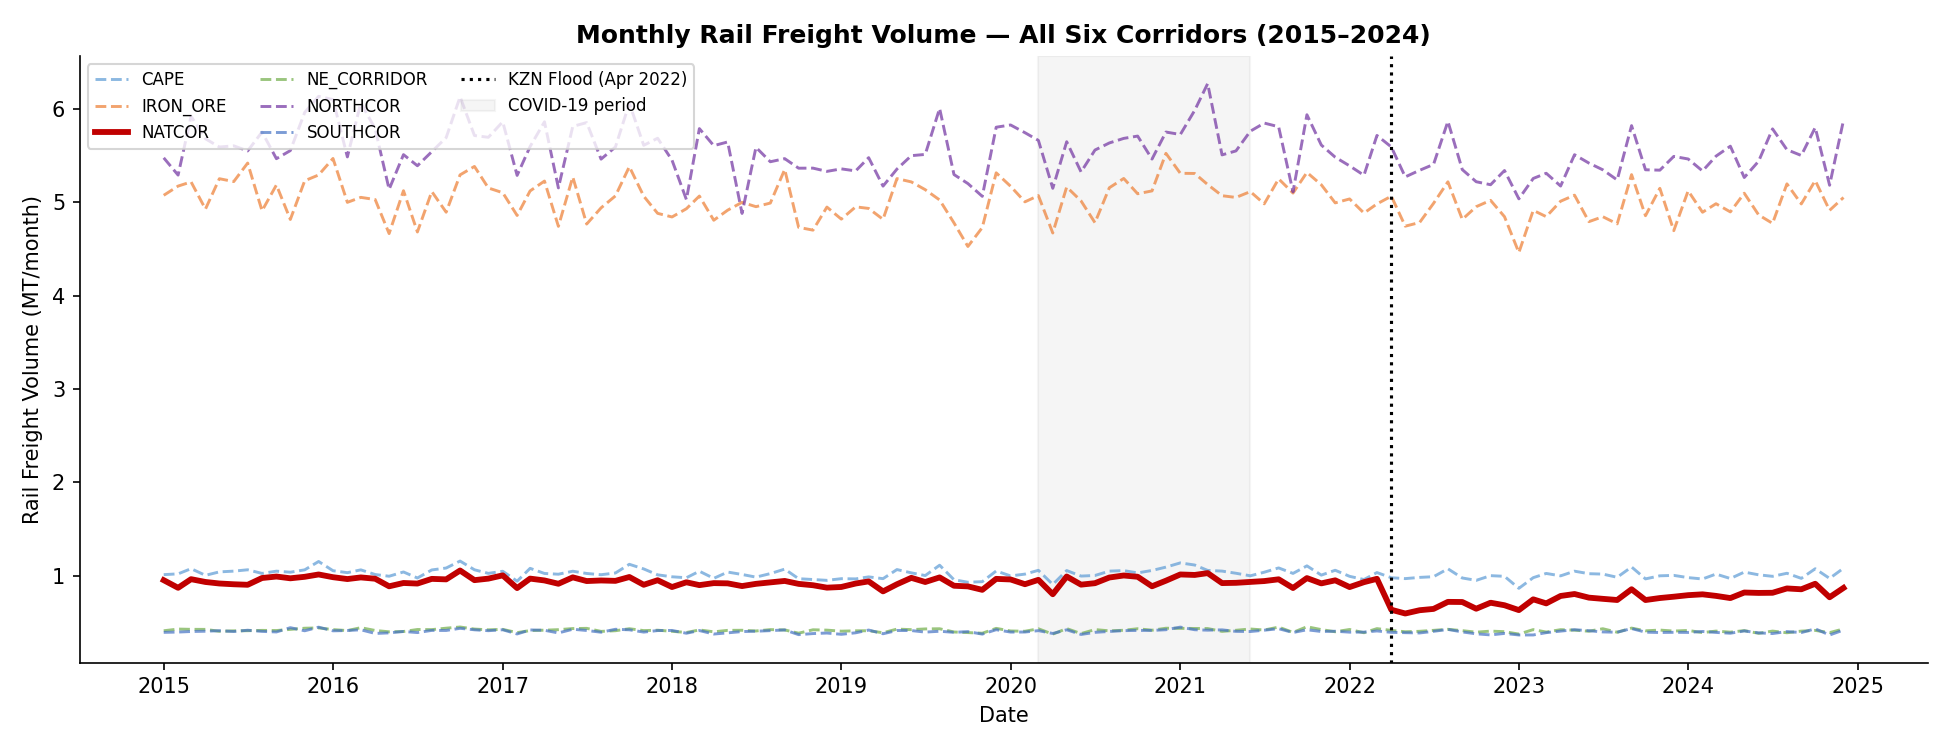 Monthly Rail Freight Volume — All Six Corridors (2015–2024)
CAPE
IRON_ORE
NATCOR
NE_CORRIDOR
NORTHCOR
SOUTHCOR
KZN Flood (Apr 2022)
COVID-19 period
Rail Freight Volume (MT/month)
6
5
4
3
2
1
2015 2016 2017 2018 2019 2020 2021 2022 2023 2024 2025
Date